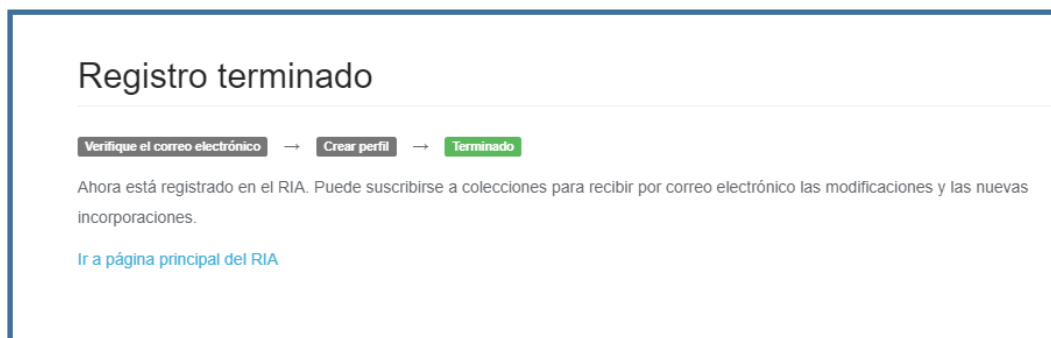 Registro terminado
Verifique el correo electrónico → Crear perfil → Terminado
Ahora está registrado en el RIA. Puede suscribirse a colecciones para recibir por correo electrónico las modificaciones y las nuevas
incorporaciones.
Ir a página principal del RIA